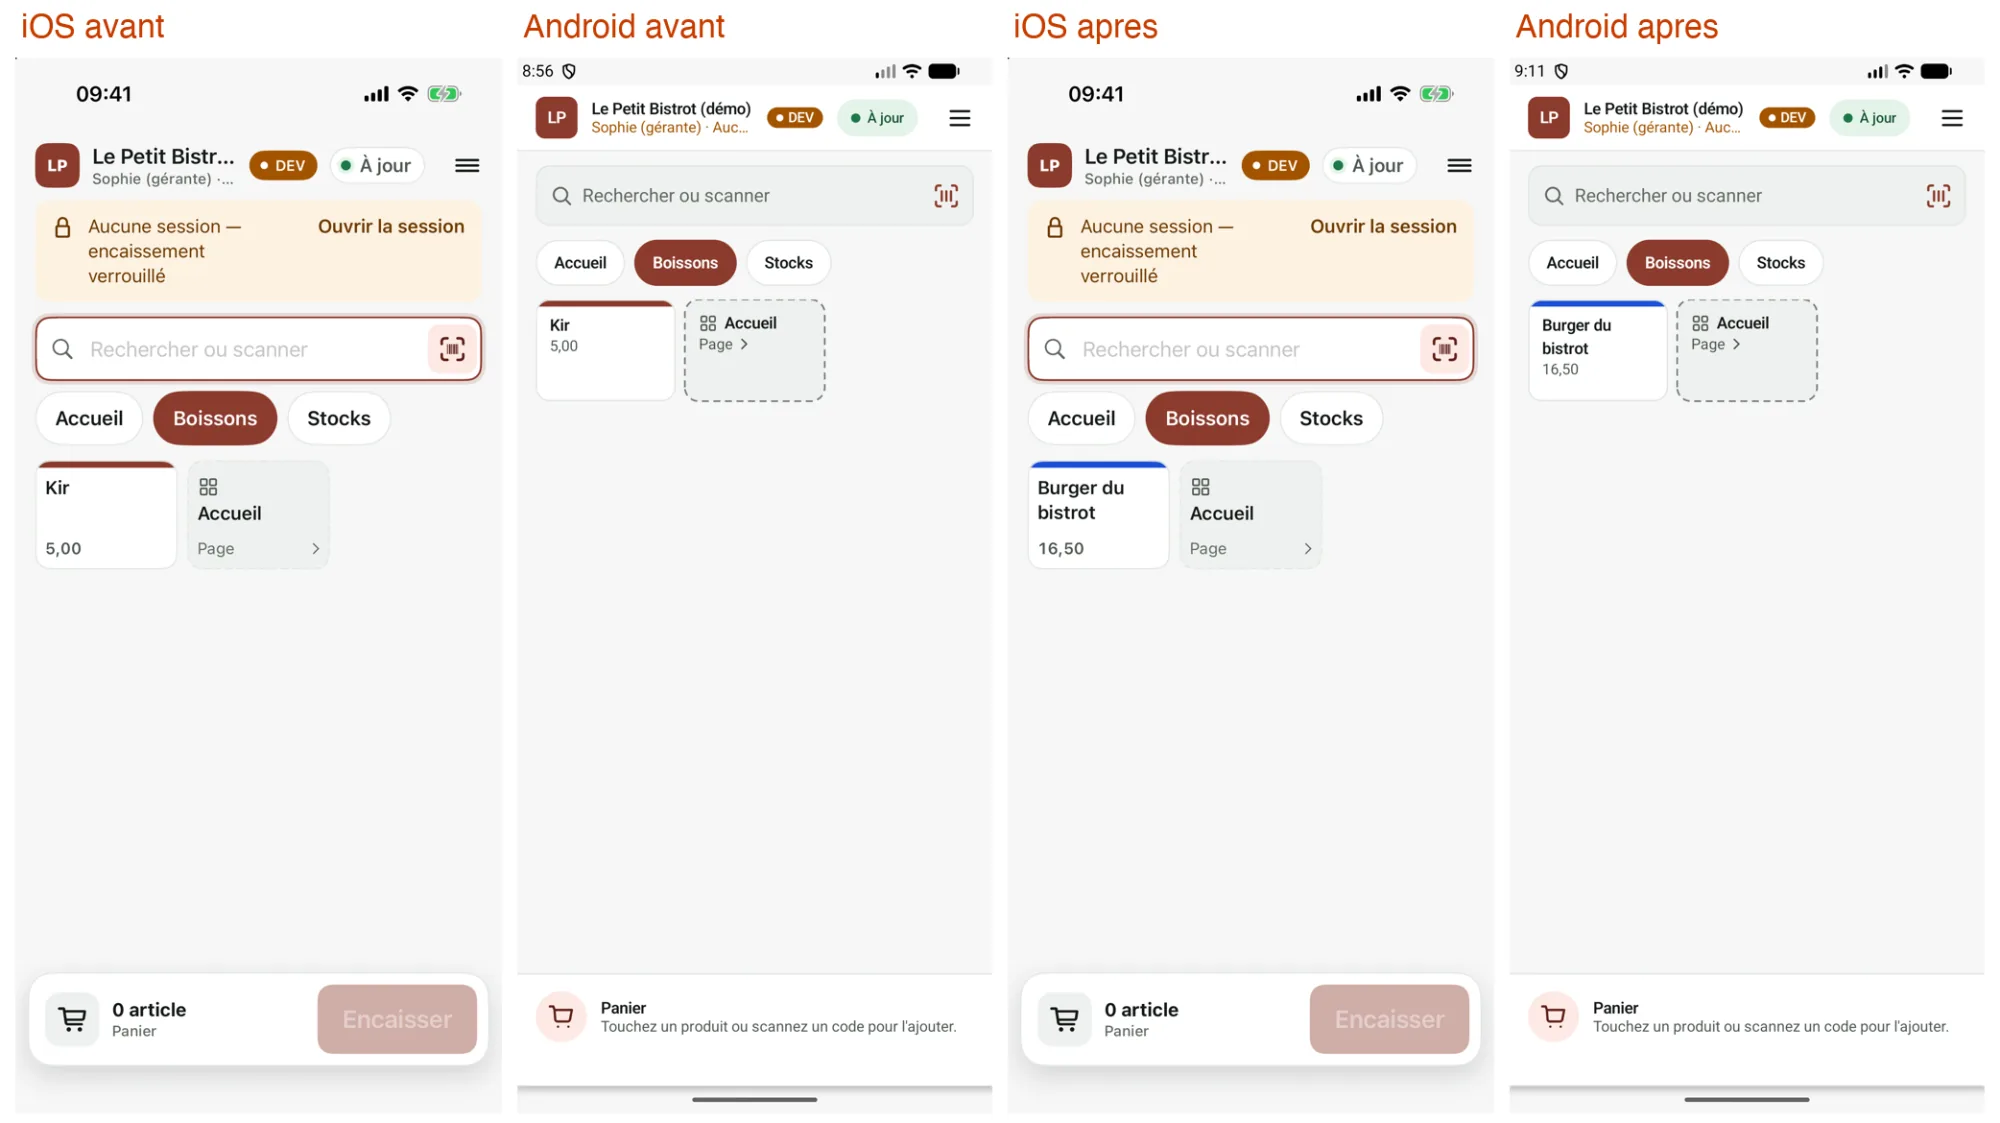 iOS avant
09:41
LP
Le Petit Bistr...
Sophie (gérante) ·...
DEV
À jour
Aucune session —
encaissement
verrouillé
Ouvrir la session
Rechercher ou scanner
Accueil
Boissons
Stocks
Kir
5,00
Accueil
Page
0 article
Panier
Encaisser
Android avant
8:56
LP
Le Petit Bistrot (démo)
Sophie (gérante) · Auc...
DEV
À jour
Rechercher ou scanner
Accueil
Boissons
Stocks
Kir
5,00
Accueil
Page
Panier
Touchez un produit ou scannez un code pour l'ajouter.
iOS apres
09:41
LP
Le Petit Bistr...
Sophie (gérante) ·...
DEV
À jour
Aucune session —
encaissement
verrouillé
Ouvrir la session
Rechercher ou scanner
Accueil
Boissons
Stocks
Burger du
bistrot
16,50
Accueil
Page
0 article
Panier
Encaisser
Android apres
9:11
LP
Le Petit Bistrot (démo)
Sophie (gérante) · Auc...
DEV
À jour
Rechercher ou scanner
Accueil
Boissons
Stocks
Burger du
bistrot
16,50
Accueil
Page
Panier
Touchez un produit ou scannez un code pour l'ajouter.